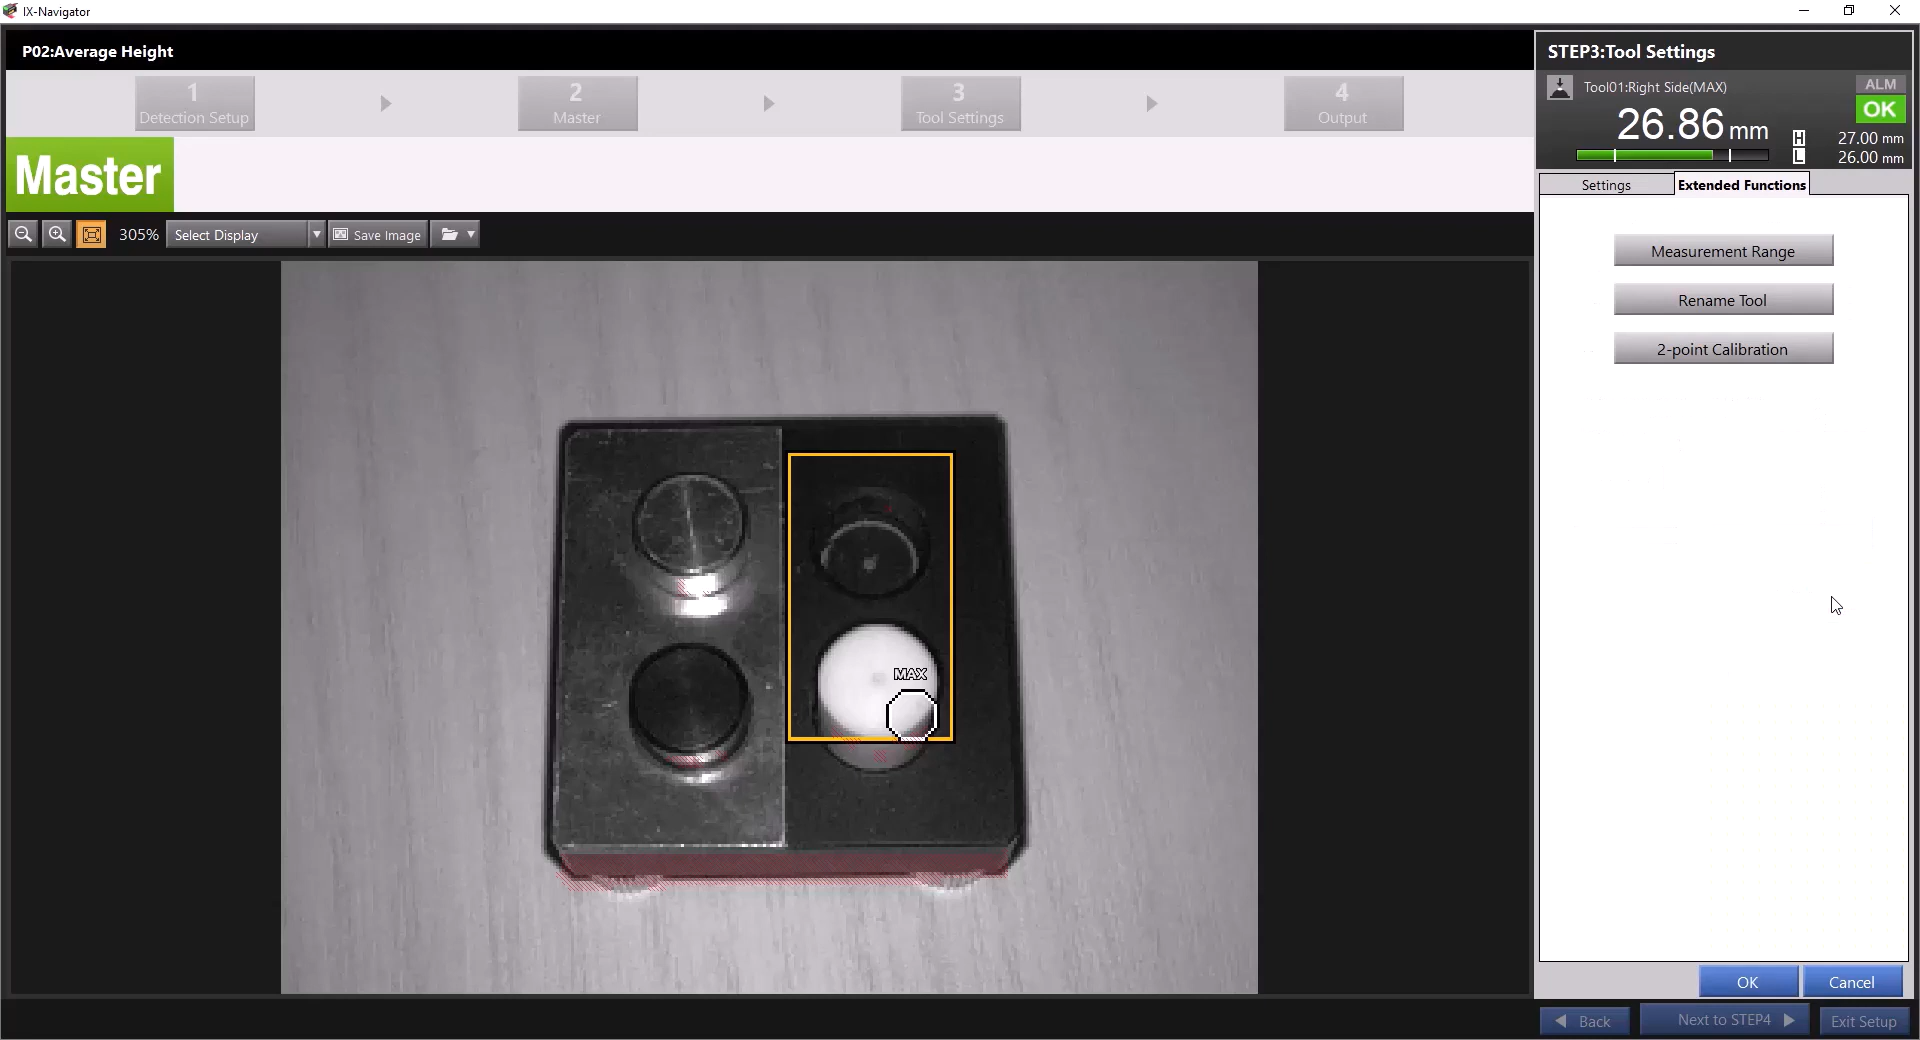 IX-Navigator
P02:Average Height
1
Detection Setup
2
Master
3
Tool Settings
4
Output
Master
305%
Select Display
Save Image
MAX
STEP3:Tool Settings
Tool01:Right Side(MAX)
ALM
OK
26.86 mm
H 27.00 mm
L 26.00 mm
Settings
Extended Functions
Measurement Range
Rename Tool
2-point Calibration
OK
Cancel
Back
Next to STEP4
Exit Setup